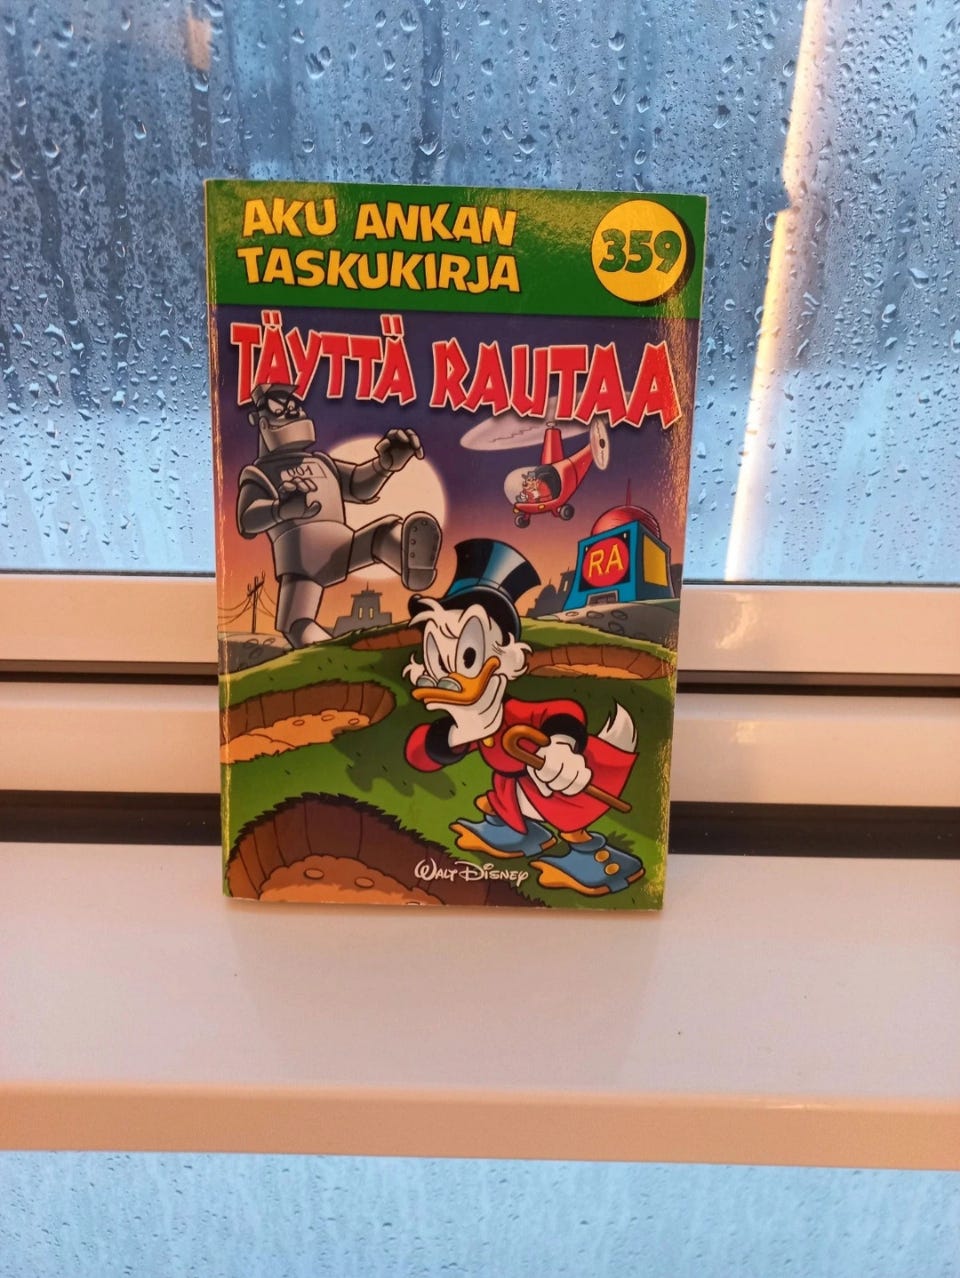 AKU ANKAN
TASKUKIRJA
359
TÄYTTÄ RAUTAA
RA
WALT DISNEY